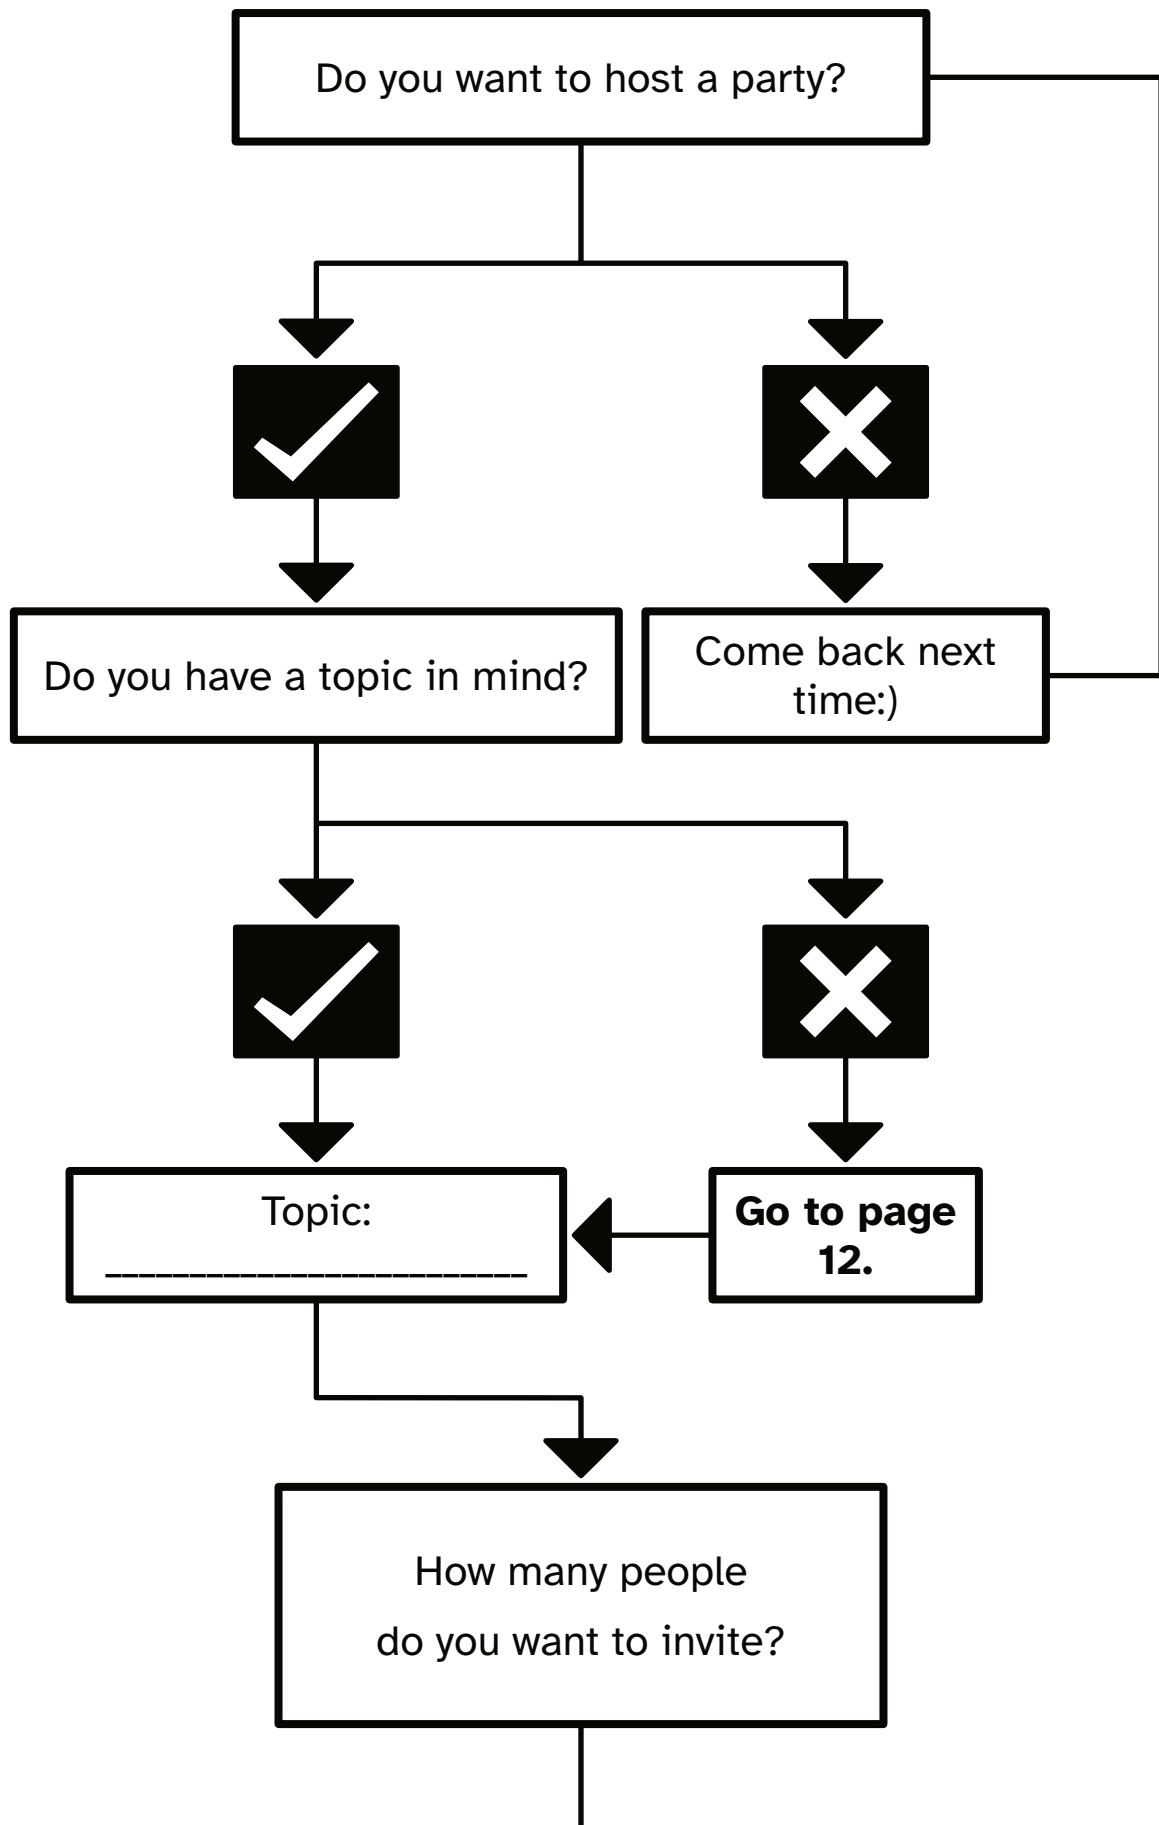 Do you want to host a party?
Do you have a topic in mind?
Come back next
time:)
Topic:
_________________________
Go to page
12.
How many people
do you want to invite?